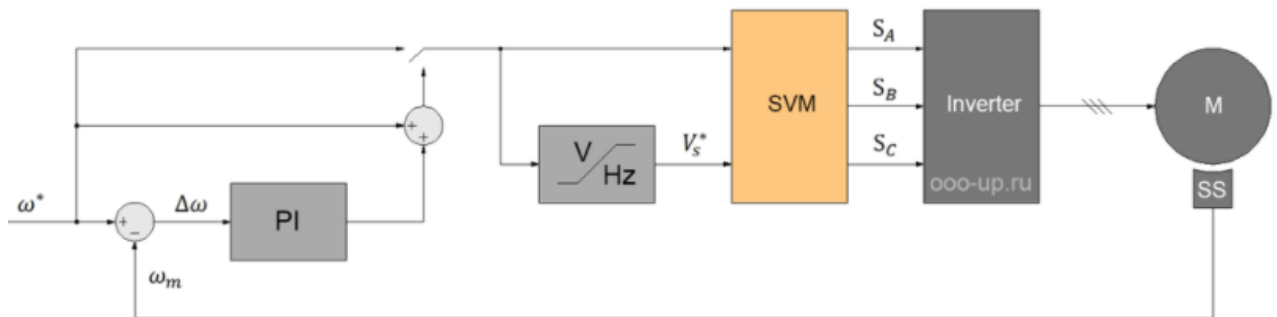 S_A
SVM
S_B
Inverter
M
+
+
V
Hz
V_s^*
S_C
ooo-up.ru
ω*
+
−
Δω
PI
SS
ω_m